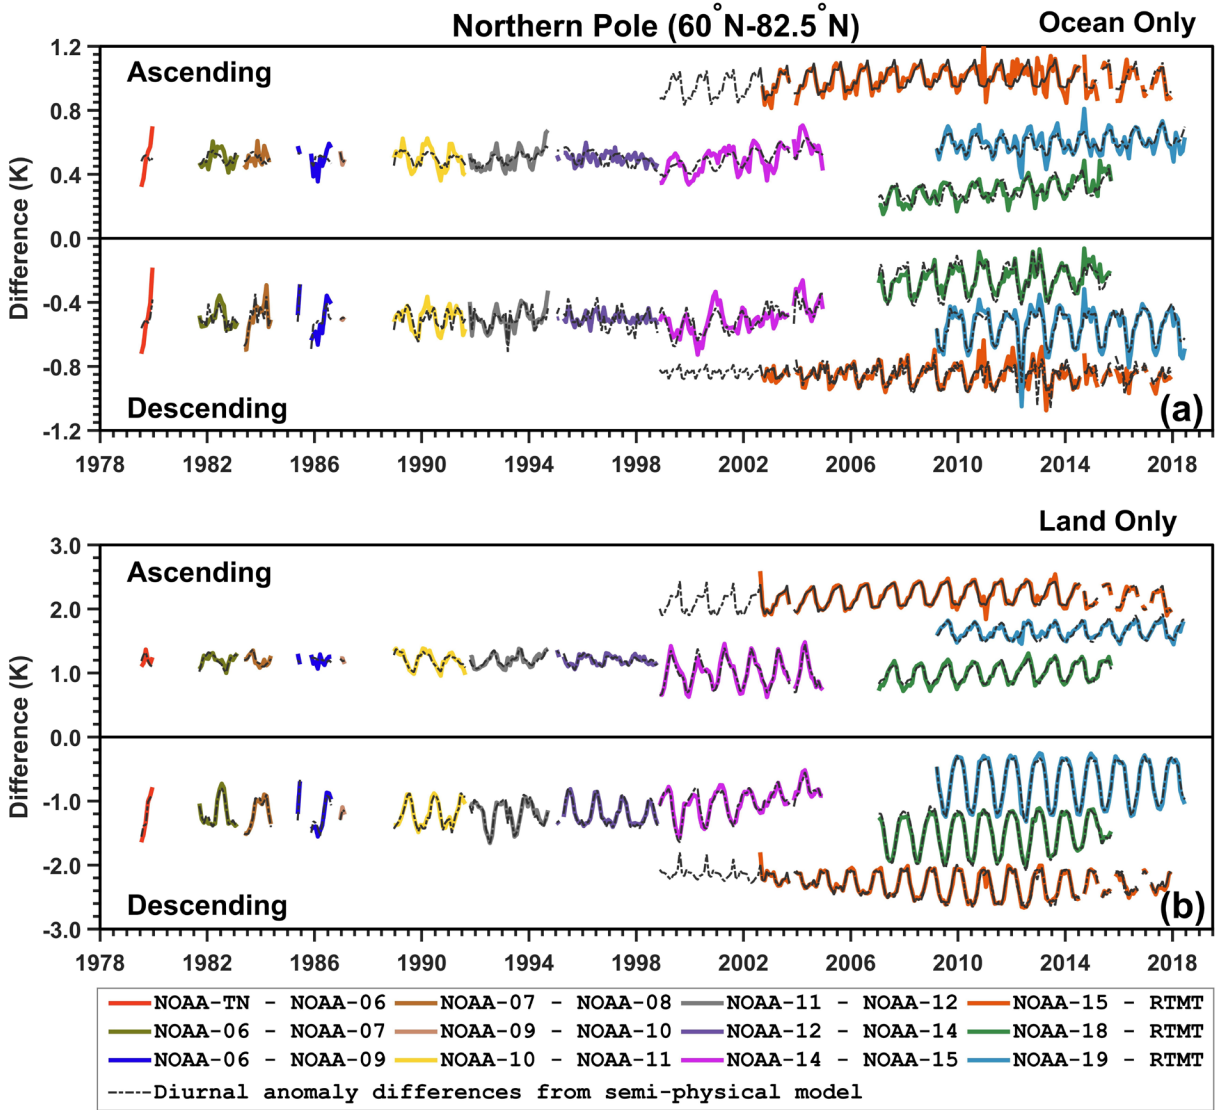 Northern Pole (60°N-82.5°N)
Ocean Only
Ascending
Descending
(a)
Difference (K)
1.2
0.8
0.4
0.0
-0.4
-0.8
-1.2
1978 1982 1986 1990 1994 1998 2002 2006 2010 2014 2018
Land Only
Ascending
Descending
(b)
Difference (K)
3.0
2.0
1.0
0.0
-1.0
-2.0
-3.0
1978 1982 1986 1990 1994 1998 2002 2006 2010 2014 2018
NOAA-TN - NOAA-06 NOAA-07 - NOAA-08 NOAA-11 - NOAA-12 NOAA-15 - RTMT
NOAA-06 - NOAA-07 NOAA-09 - NOAA-10 NOAA-12 - NOAA-14 NOAA-18 - RTMT
NOAA-06 - NOAA-09 NOAA-10 - NOAA-11 NOAA-14 - NOAA-15 NOAA-19 - RTMT
Diurnal anomaly differences from semi-physical model